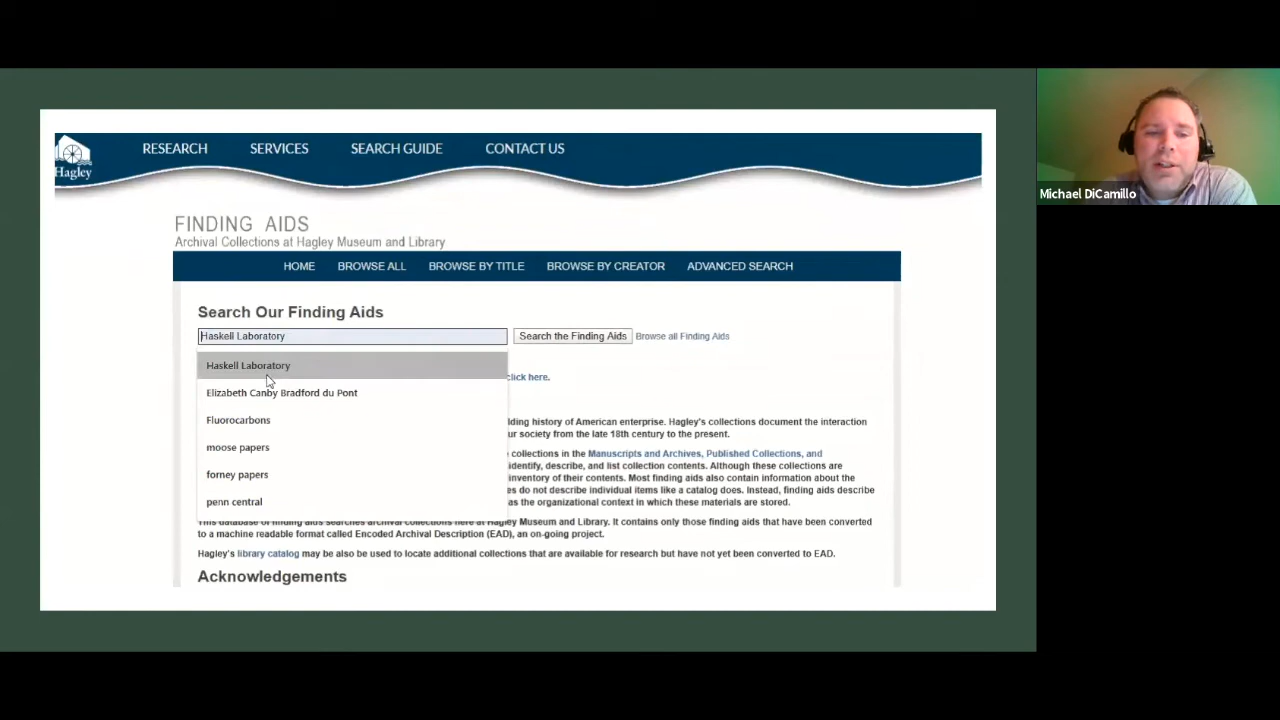 Hagley
RESEARCH SERVICES SEARCH GUIDE CONTACT US
FINDING AIDS
Archival Collections at Hagley Museum and Library
HOME BROWSE ALL BROWSE BY TITLE BROWSE BY CREATOR ADVANCED SEARCH
Search Our Finding Aids
Haskell Laboratory Search the Finding Aids Browse all Finding Aids
Haskell Laboratory
click here.
Elizabeth Canby Bradford du Pont
Fluorocarbons
lding history of American enterprise. Hagley's collections document the interaction
ur society from the late 18th century to the present.
moose papers
collections in the Manuscripts and Archives, Published Collections, and
identify, describe, and list collection contents. Although these collections are
forney papers
inventory of their contents. Most finding aids also contain information about the
es do not describe individual items like a catalog does. Instead, finding aids describe
penn central
as the organizational context in which these materials are stored.
This database of finding aids searches archival collections here at Hagley Museum and Library. It contains only those finding aids that have been converted
to a machine readable format called Encoded Archival Description (EAD), an on-going project.
Hagley's library catalog may be also be used to locate additional collections that are available for research but have not yet been converted to EAD.
Acknowledgements
Michael DiCamillo